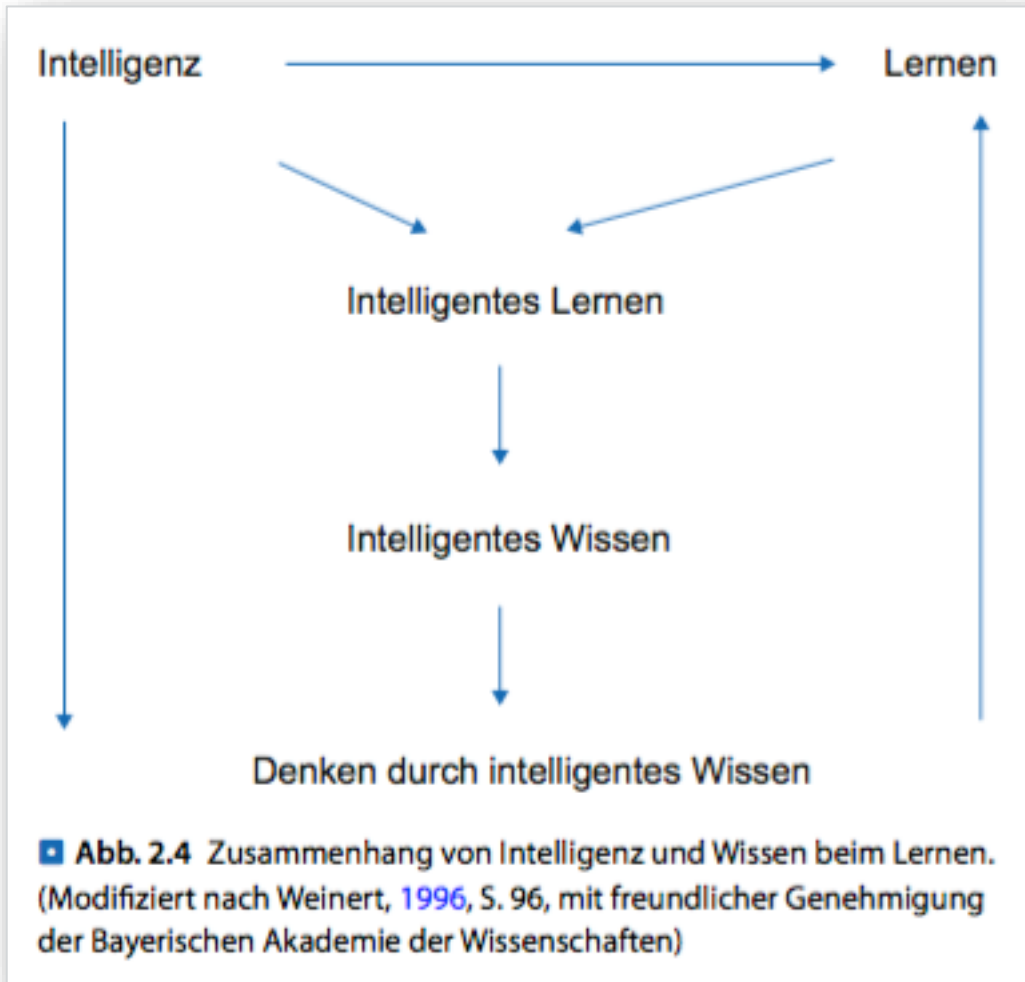 Intelligenz Lernen
Intelligentes Lernen
Intelligentes Wissen
Denken durch intelligentes Wissen
Abb. 2.4 Zusammenhang von Intelligenz und Wissen beim Lernen.
(Modifiziert nach Weinert, 1996, S. 96, mit freundlicher Genehmigung
der Bayerischen Akademie der Wissenschaften)